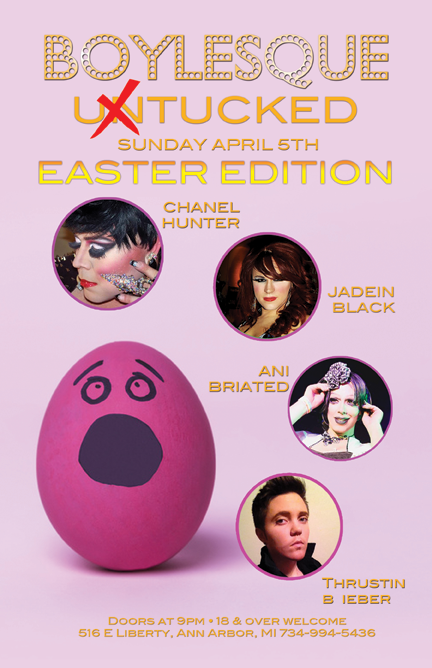 BOYLESQUE
UNTUCKED
SUNDAY APRIL 5TH
EASTER EDITION
CHANEL
HUNTER
JADEIN
BLACK
ANI
BRIATED
THRUSTIN
B IEBER
DOORS AT 9PM • 18 & OVER WELCOME
516 E LIBERTY, ANN ARBOR, MI 734-994-5436